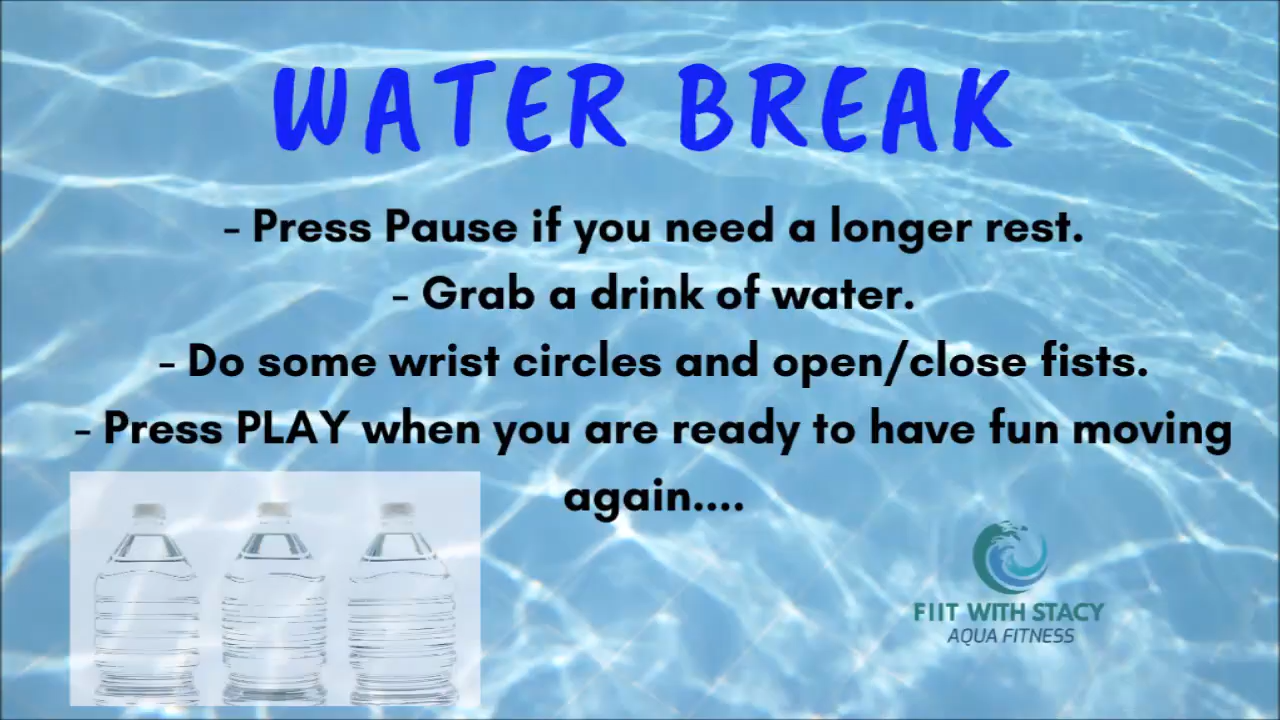 WATER BREAK
- Press Pause if you need a longer rest.
- Grab a drink of water.
- Do some wrist circles and open/close fists.
- Press PLAY when you are ready to have fun moving
again....
FIIT WITH STACY
AQUA FITNESS